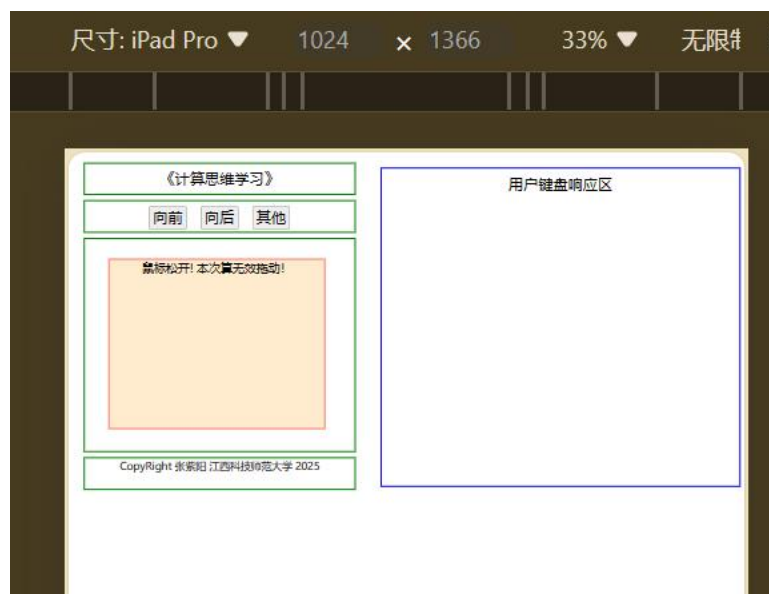 尺寸: iPad Pro ▼ 1024 × 1366 33% ▼ 无限制
《计算思维学习》
向前 向后 其他
鼠标松开! 本次算无效拖动!
CopyRight 张紫阳 江西科技师范大学 2025
用户键盘响应区